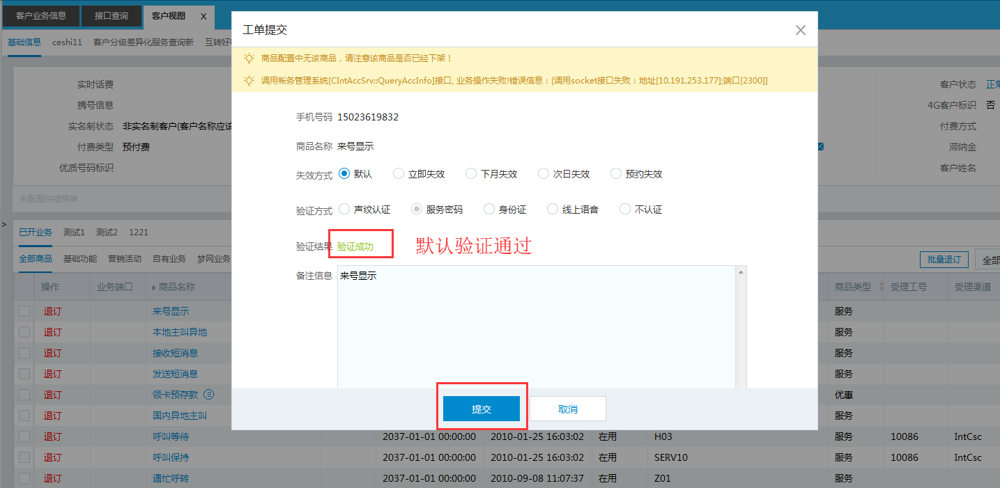 客户业务信息 接口查询 客户视图 X
基础信息 ceshi11 客户分级差异化服务查询新 互转好
工单提交
商品配置中无该商品，请注意该商品是否已经下架！
调用帐务管理系统[CIntAccSrv::QueryAccInfo]接口, 业务操作失败!错误信息：[调用socket接口失败：地址[10.191.253.177];端口[2300]]
实时话费
携号信息
实名制状态 非实名制客户(客户名称应该
付费类型 预付费
优质号码标识
未配置快捷菜单
客户状态 正常
4G客户标识 否
付费方式
滞纳金
客户姓名
手机号码 15023619832
商品名称 来号显示
失效方式 默认 立即失效 下月失效 次日失效 预约失效
验证方式 声纹认证 服务密码 身份证 线上语音 不认证
验证结果 验证成功 默认验证通过
备注信息 来号显示
提交 取消
>
已开业务 测试1 测试2 1221
全部商品 基础功能 营销活动 自有业务 梦网业务 批量退订 全部
操作 业务端口 商品名称 商品类型 受理工号 受理渠道
退订 来号显示 服务
退订 本地主叫异地 服务
退订 接收短消息 服务
退订 发送短消息 服务
退订 领卡预存款 优惠
退订 国内异地主叫 服务
退订 呼叫等待 2037-01-01 00:00:00 2010-01-25 16:03:02 在用 H03 服务 10086 IntCsc
退订 呼叫保持 2037-01-01 00:00:00 2010-01-25 16:03:02 在用 SERV10 服务 10086 IntCsc
退订 遇忙呼转 2037-01-01 00:00:00 2010-09-08 11:07:37 在用 Z01 服务